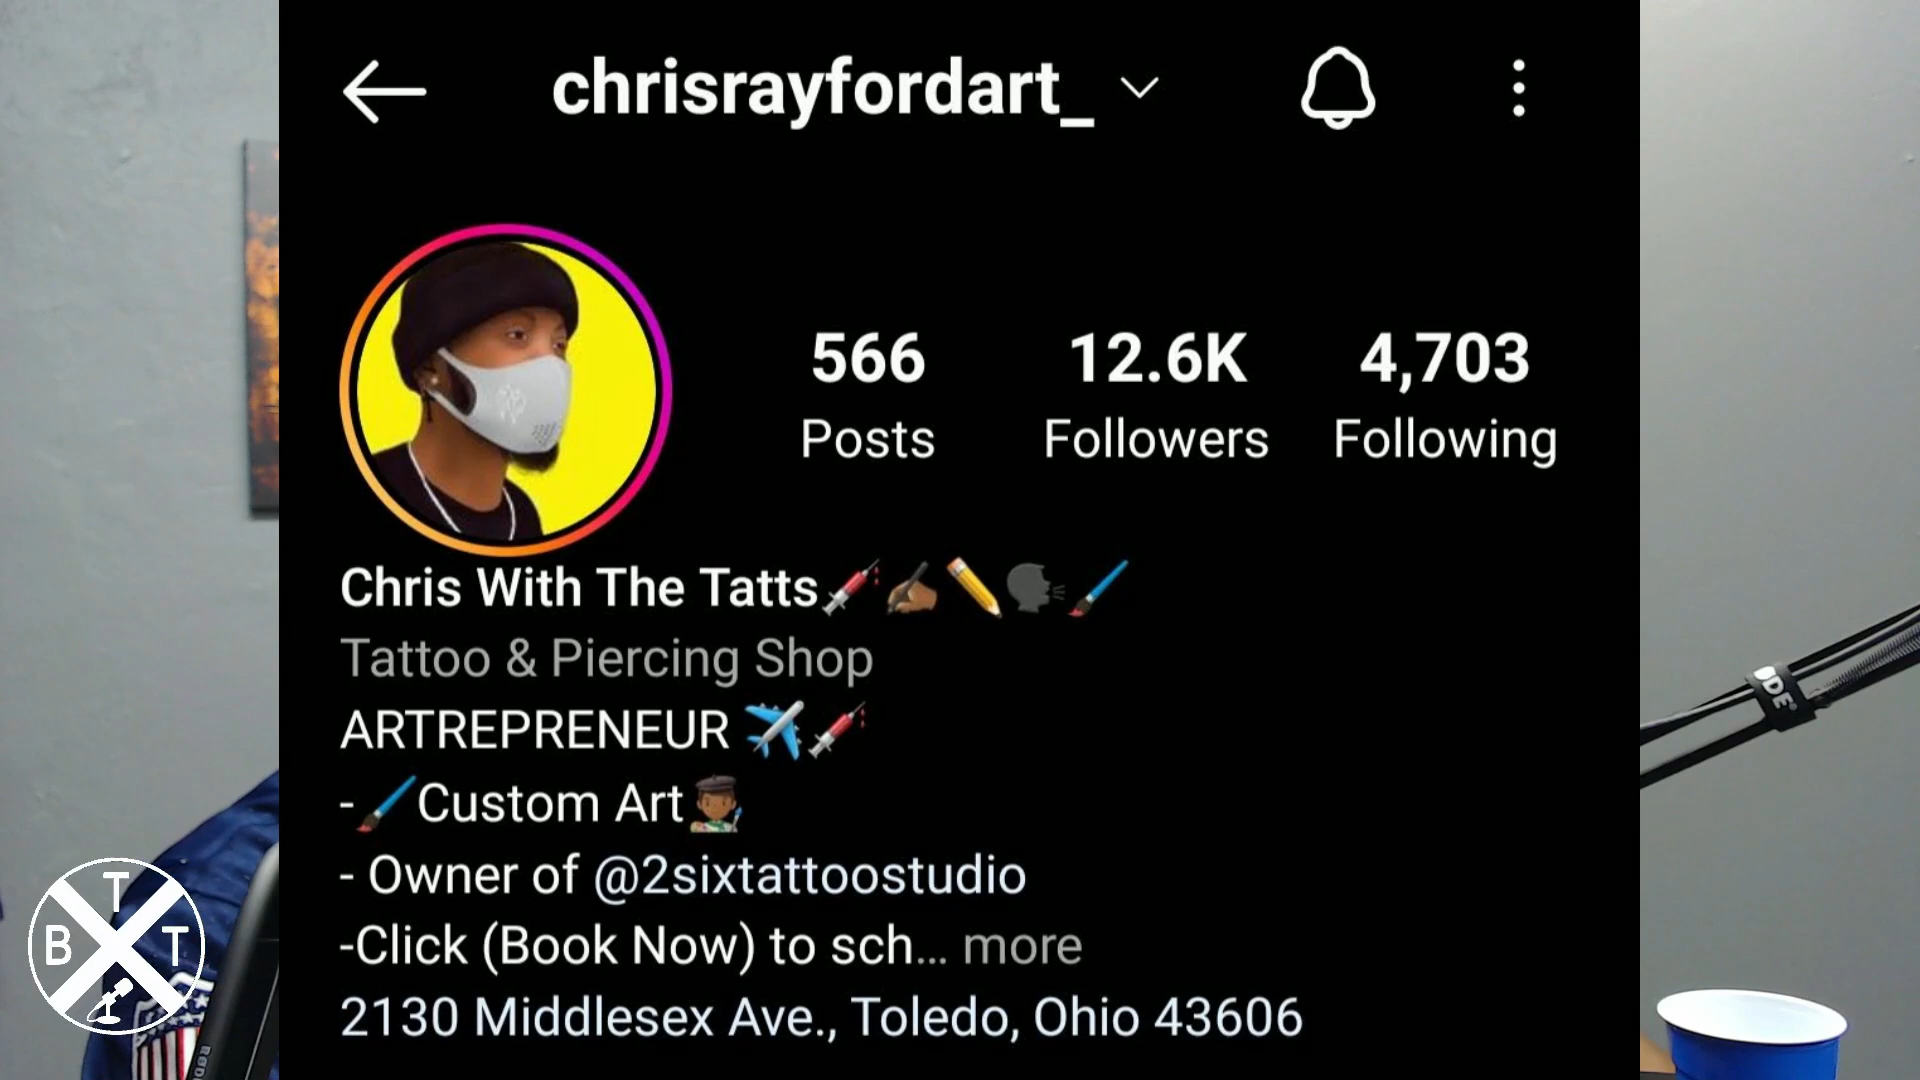 chrisrayfordart_
566 12.6K 4,703
Posts Followers Following
Chris With The Tatts💉✍🏾✏️🗣️🖌️
Tattoo & Piercing Shop
ARTREPRENEUR ✈️💉
-🖌️Custom Art👨🏾‍🎨
- Owner of @2sixtattoostudio
-Click (Book Now) to sch... more
2130 Middlesex Ave., Toledo, Ohio 43606
T
B T